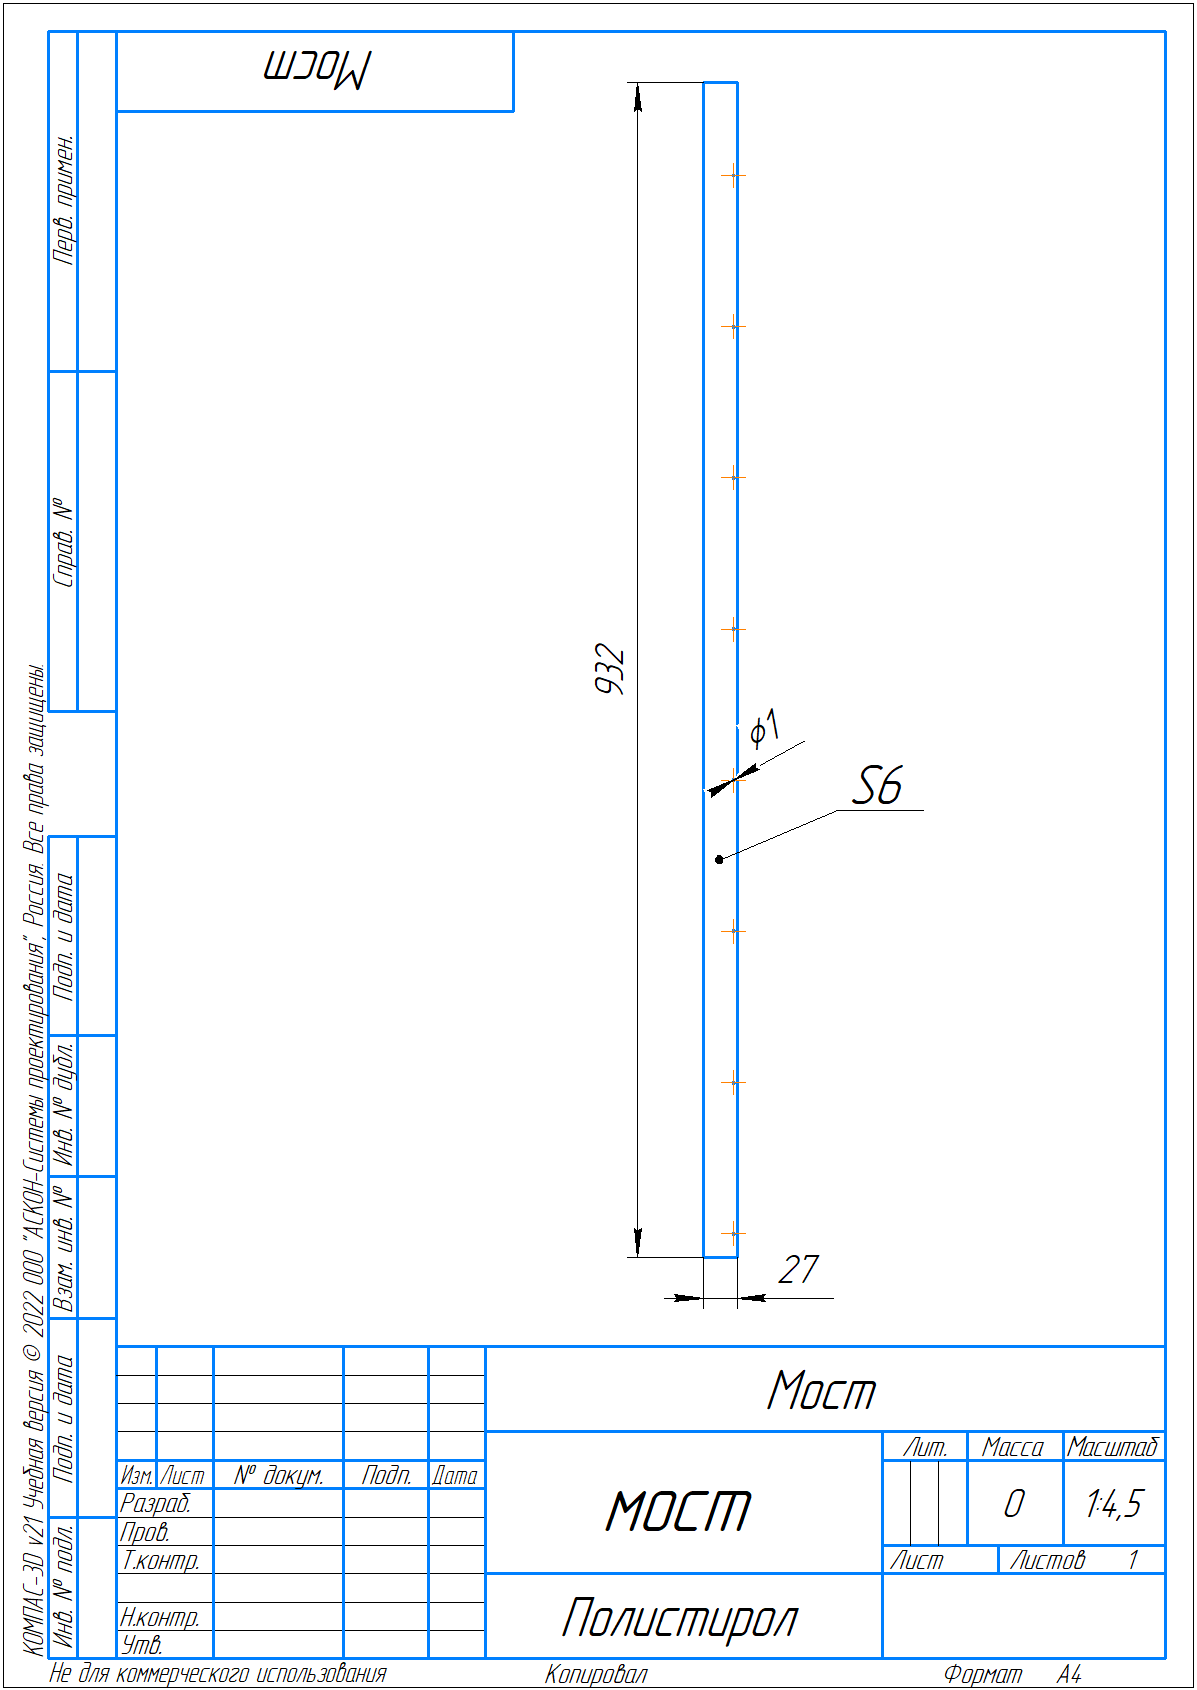 Мост
Перв. примен.
Справ. №
932
ϕ1
S6
27
Подп. и дата
Инв. № дубл.
Взам. инв. №
Подп. и дата
Инв. № подл.
КОМПАС-3D v21 Учебная версия © 2022 ООО "АСКОН-Системы проектирования", Россия. Все права защищены.
Мост
Изм. Лист № докум. Подп. Дата
Разраб.
Пров.
Т.контр.
Н.контр.
Утв.
мост
Лит. Масса Масштаб
0 1:4,5
Лист Листов 1
Полистирол
Не для коммерческого использования Копировал Формат А4